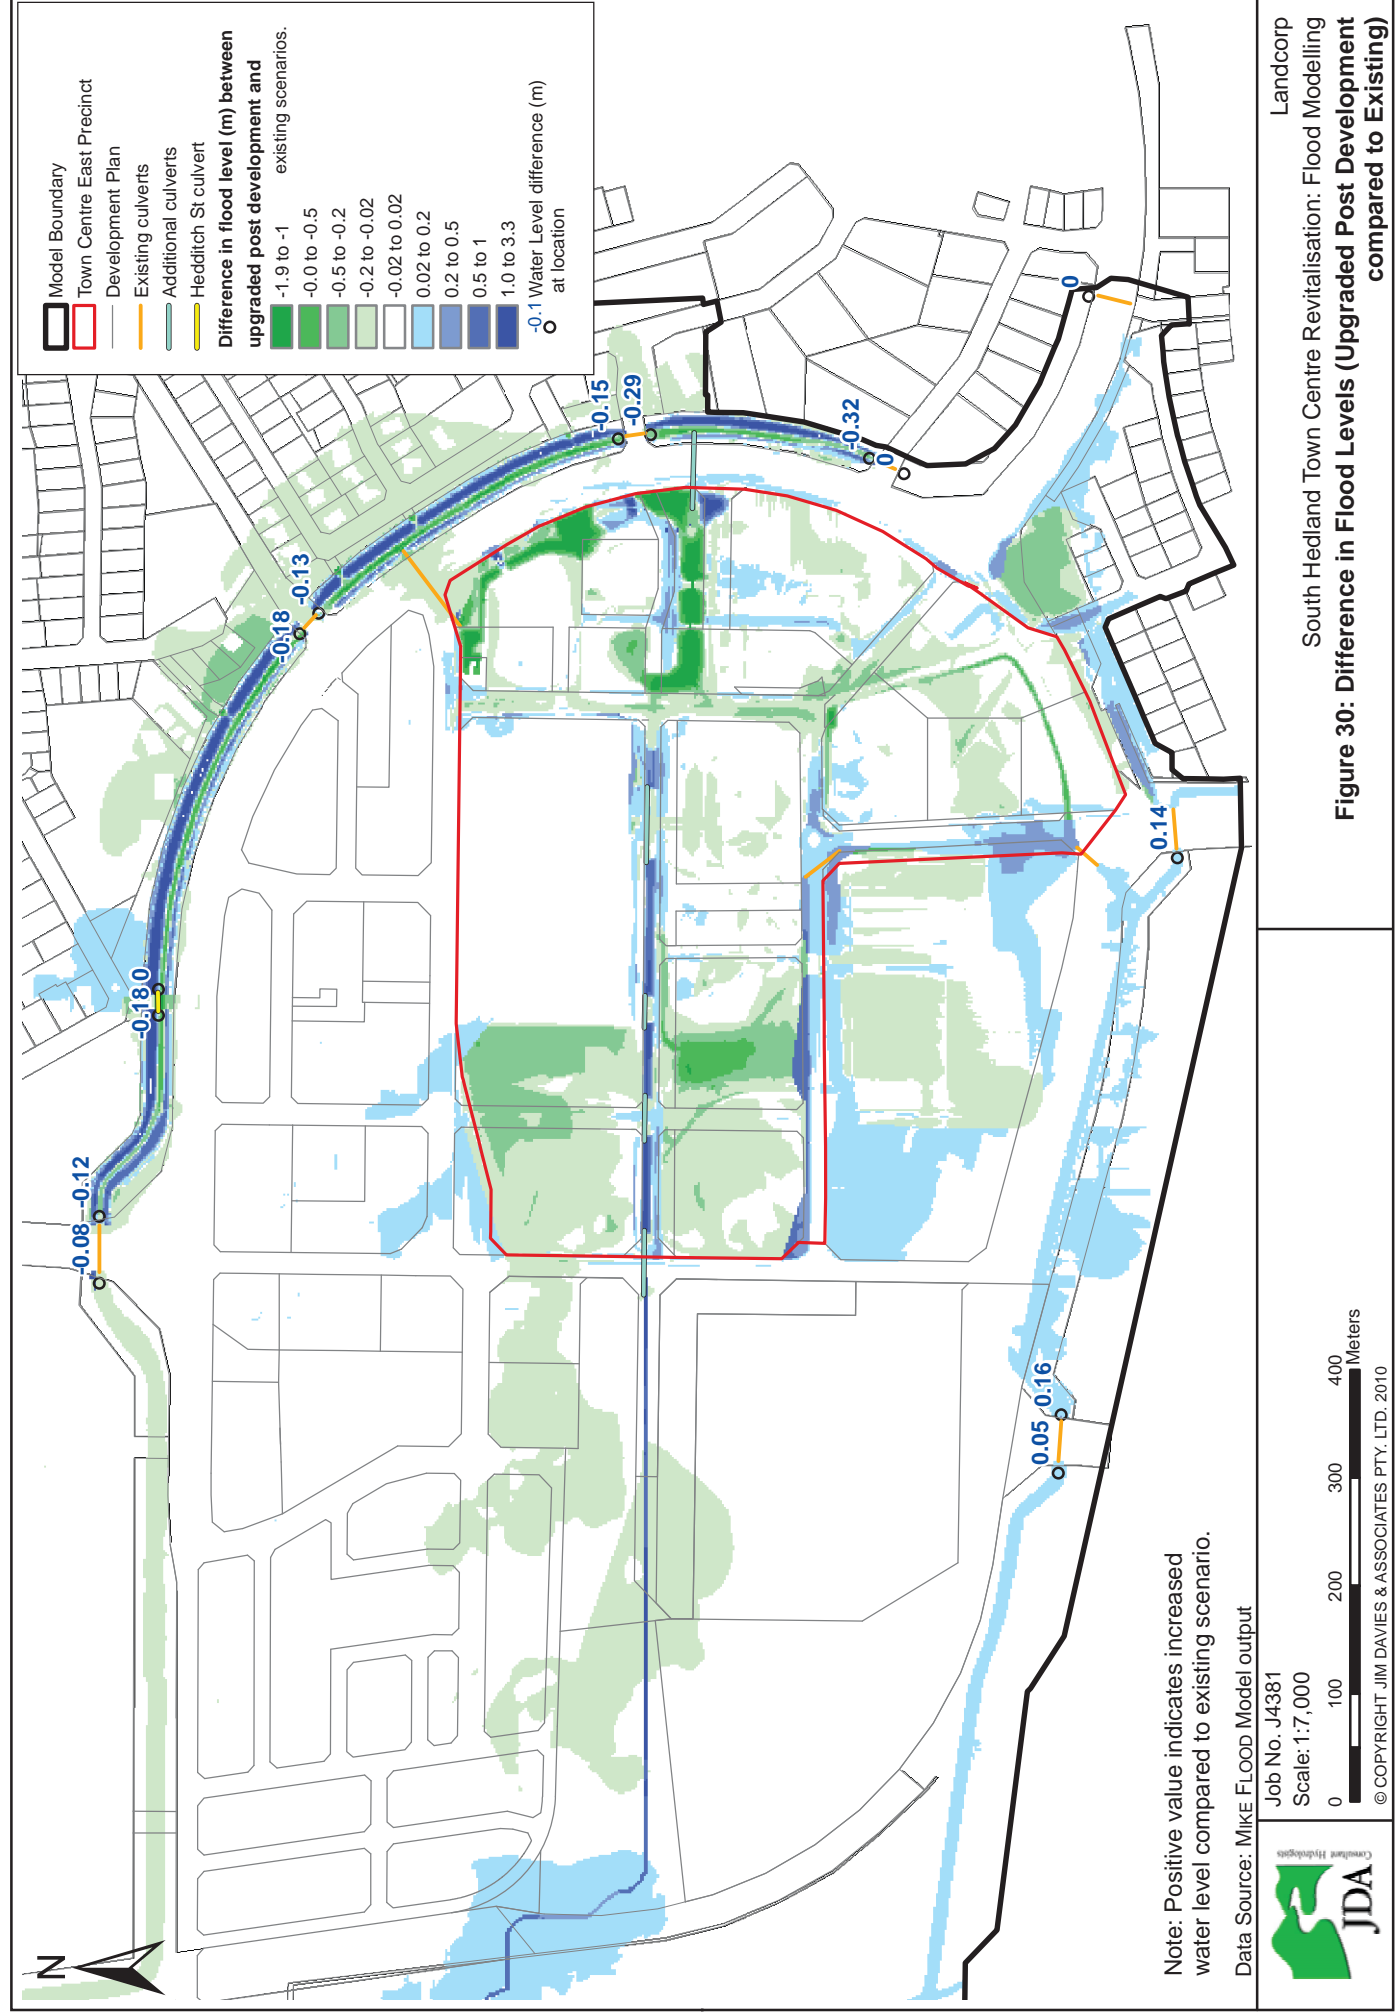 Model Boundary
Town Centre East Precinct
Development Plan
Existing culverts
Additional culverts
Hedditch St culvert
Difference in flood level (m) between
upgraded post development and
existing scenarios.
-1.9 to -1
-0.0 to -0.5
-0.5 to -0.2
-0.2 to -0.02
-0.02 to 0.02
0.02 to 0.2
0.2 to 0.5
0.5 to 1
1.0 to 3.3
-0.1 Water Level difference (m)
at location
N
-0.08
-0.12
-0.18
0
-0.18
-0.13
-0.15
-0.29
-0.32
0
0
0.14
0.05
0.16
Note: Positive value indicates increased
water level compared to existing scenario.
Data Source: MIKE FLOOD Model output
JDA
Consultant Hydrologists
Job No. J4381
Scale:1:7,000
0 100 200 300 400
Meters
© COPYRIGHT JIM DAVIES & ASSOCIATES PTY. LTD. 2010
Landcorp
South Hedland Town Centre Revitalisation: Flood Modelling
Figure 30: Difference in Flood Levels (Upgraded Post Development
compared to Existing)